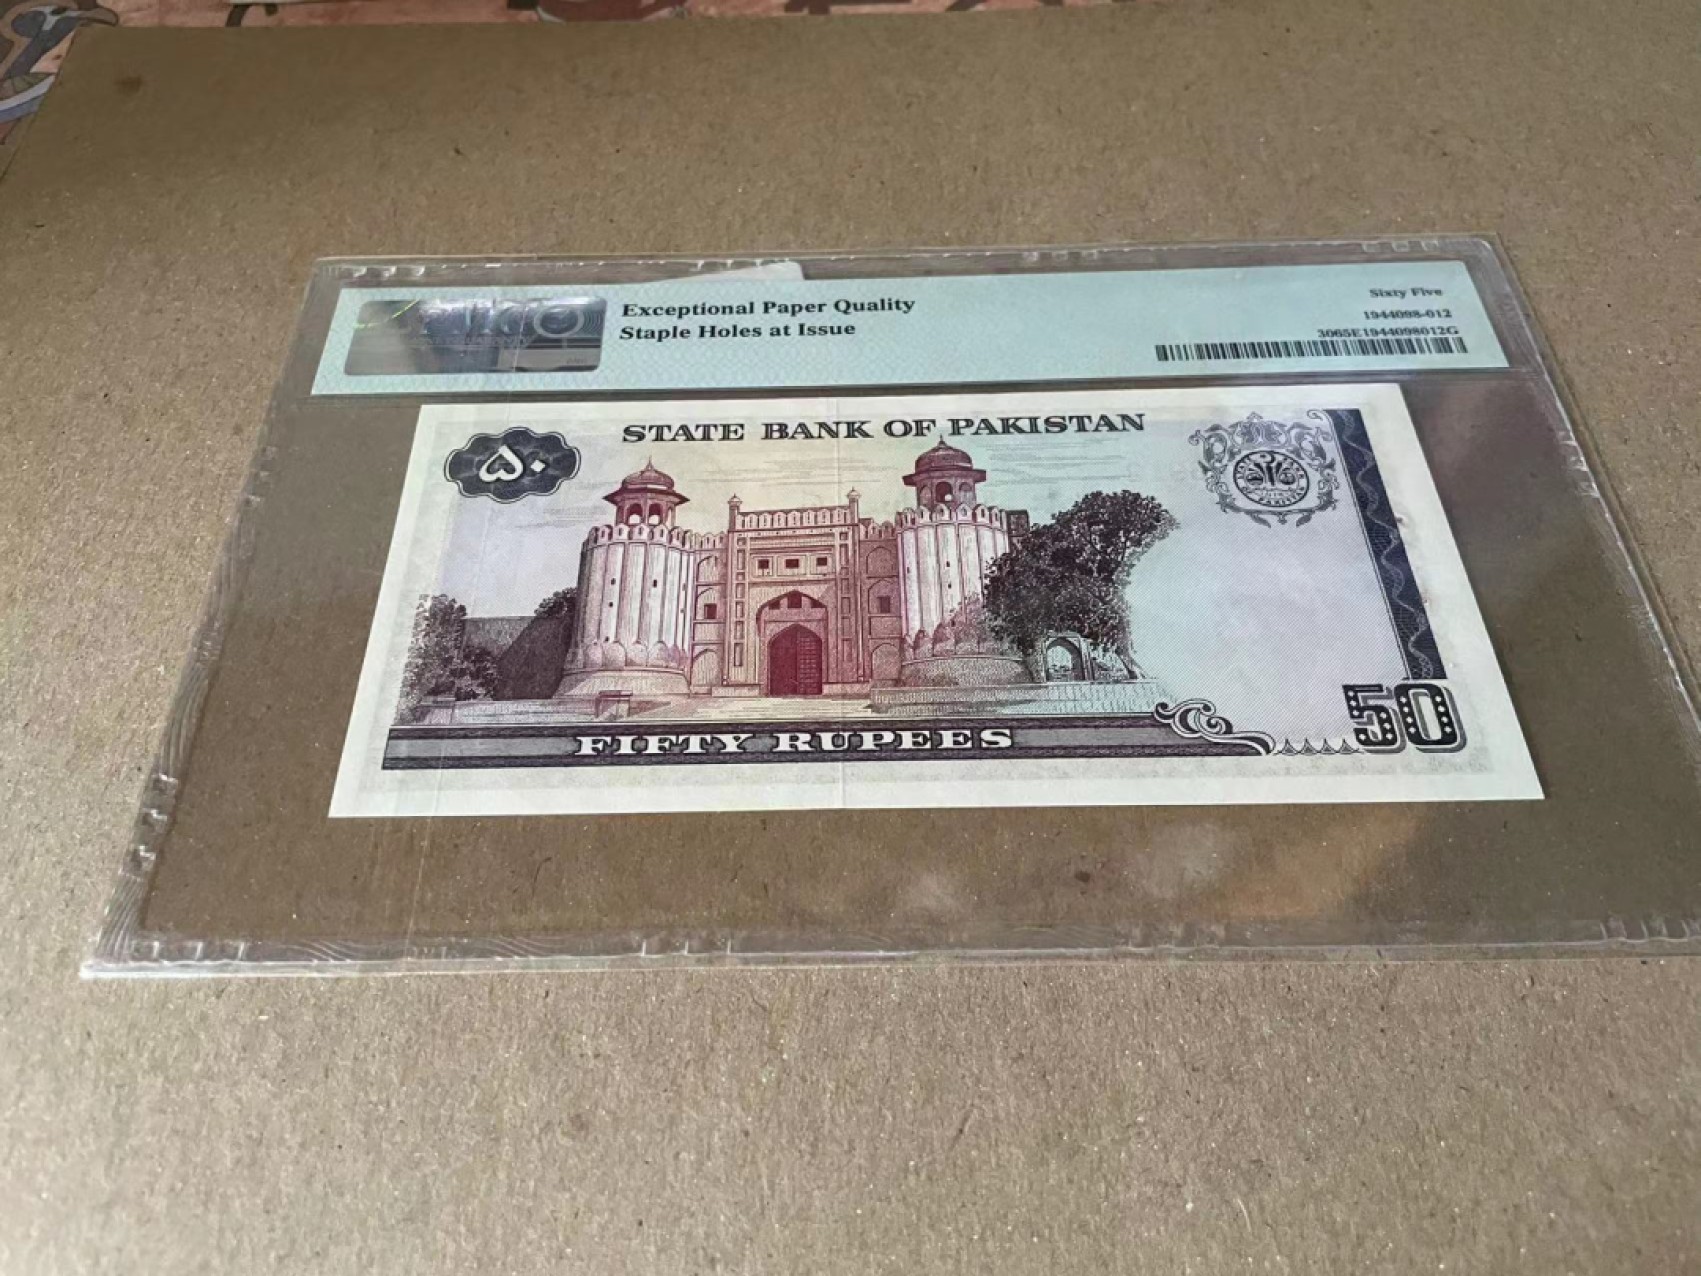 Exceptional Paper Quality
Staple Holes at Issue
Sixty Five
1944098-012
3065E1944098012G
STATE BANK OF PAKISTAN
۵۰
FIFTY RUPEES
50